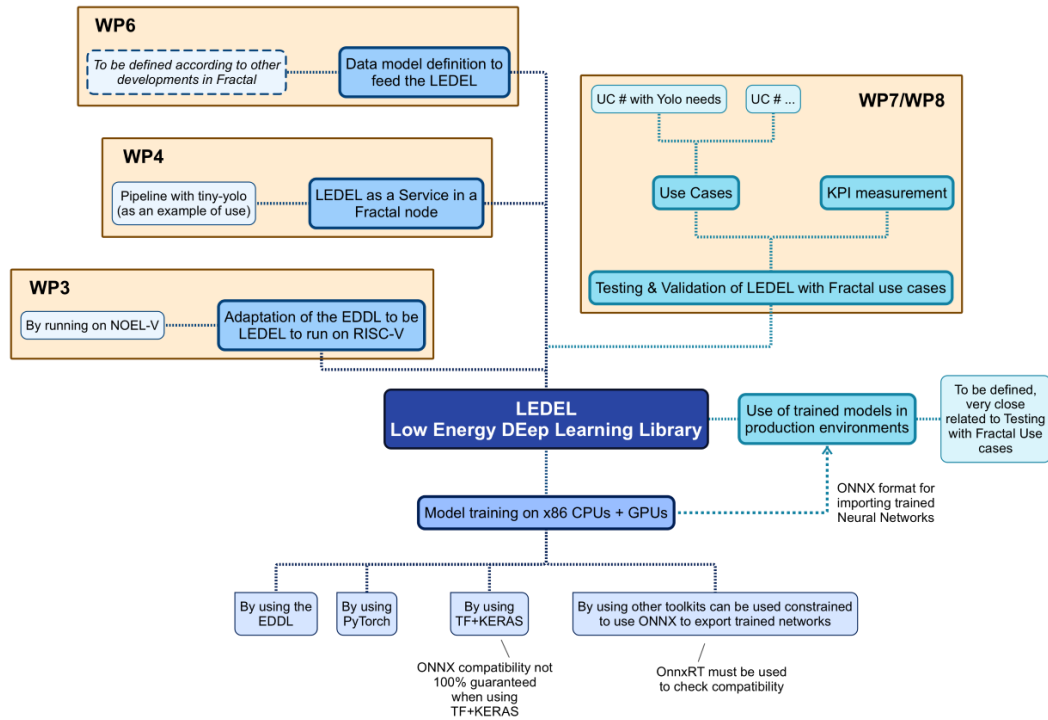 WP6
To be defined according to other
developments in Fractal
Data model definition to
feed the LEDEL
WP4
Pipeline with tiny-yolo
(as an example of use)
LEDEL as a Service in a
Fractal node
WP3
By running on NOEL-V
Adaptation of the EDDL to be
LEDEL to run on RISC-V
WP7/WP8
UC # with Yolo needs
UC # ...
Use Cases
KPI measurement
Testing & Validation of LEDEL with Fractal use cases
LEDEL
Low Energy DEep Learning Library
Use of trained models in
production environments
To be defined,
very close
related to Testing
with Fractal Use
cases
ONNX format for
importing trained
Neural Networks
Model training on x86 CPUs + GPUs
By using the
EDDL
By using
PyTorch
By using
TF+KERAS
By using other toolkits can be used constrained
to use ONNX to export trained networks
ONNX compatibility not
100% guaranteed
when using
TF+KERAS
OnnxRT must be used
to check compatibility